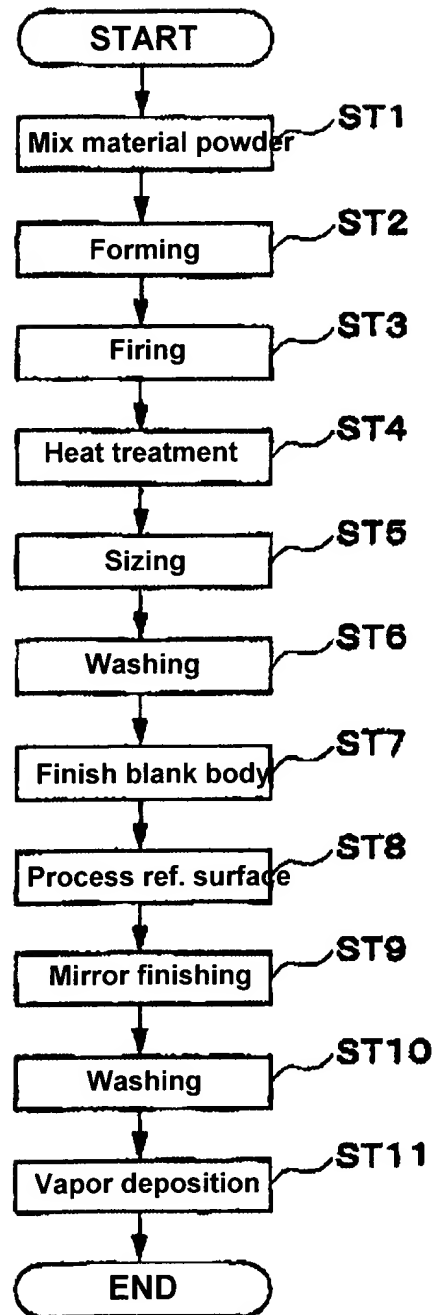 START
Mix material powder ST1
Forming ST2
Firing ST3
Heat treatment ST4
Sizing ST5
Washing ST6
Finish blank body ST7
Process ref. surface ST8
Mirror finishing ST9
Washing ST10
Vapor deposition ST11
END